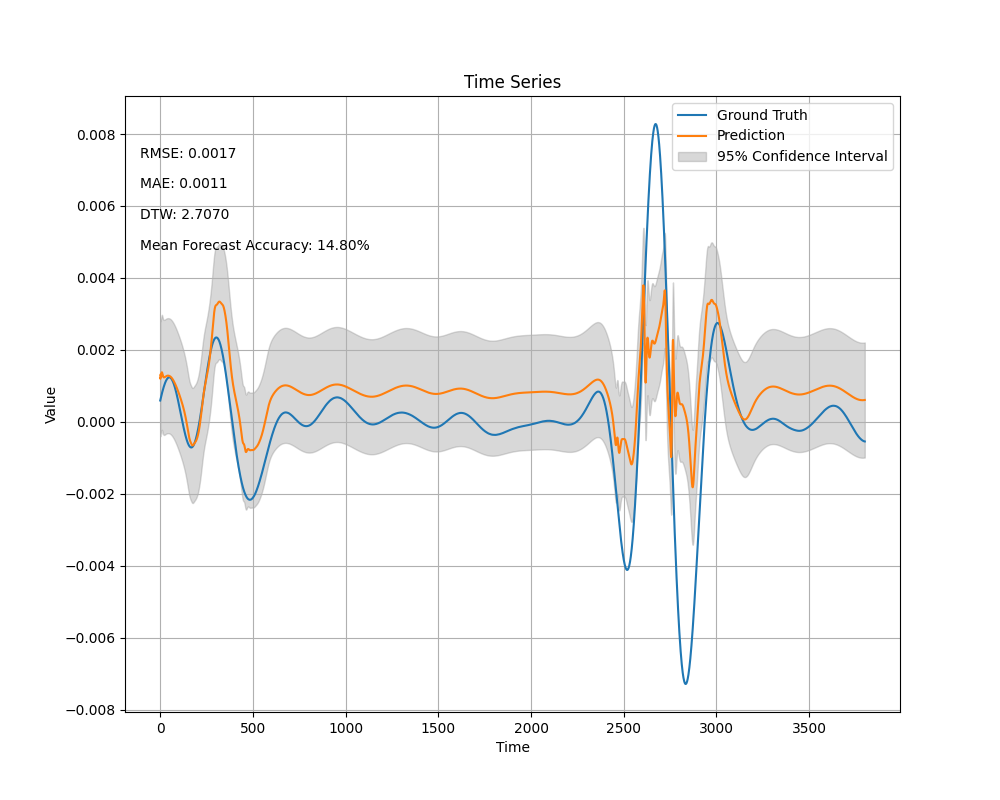 Time Series
Ground Truth
Prediction
95% Confidence Interval
RMSE: 0.0017
MAE: 0.0011
DTW: 2.7070
Mean Forecast Accuracy: 14.80%
0.008
0.006
0.004
0.002
0.000
−0.002
−0.004
−0.006
−0.008
Value
0 500 1000 1500 2000 2500 3000 3500
Time